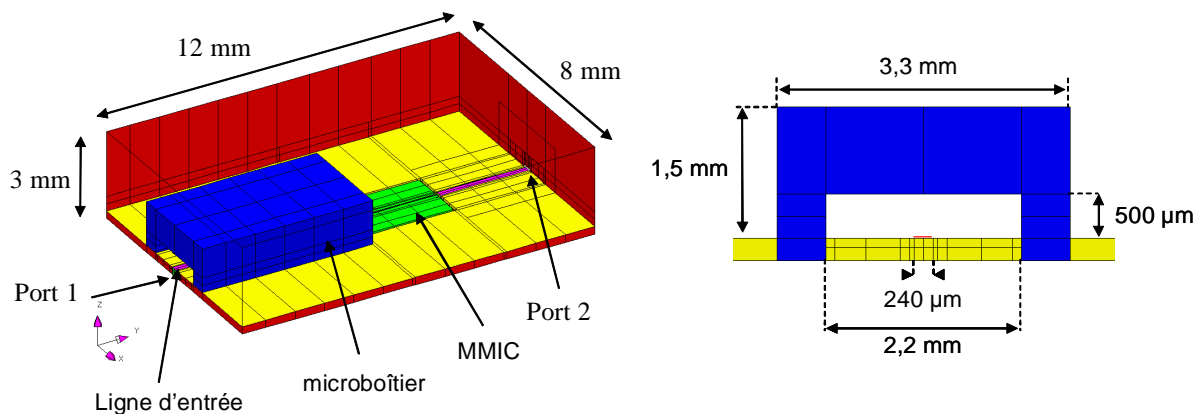 12 mm
8 mm
3 mm
Port 1
Port 2
MMIC
microboîtier
Ligne d'entrée
Z
Y
X
3,3 mm
1,5 mm
500 µm
240 µm
2,2 mm